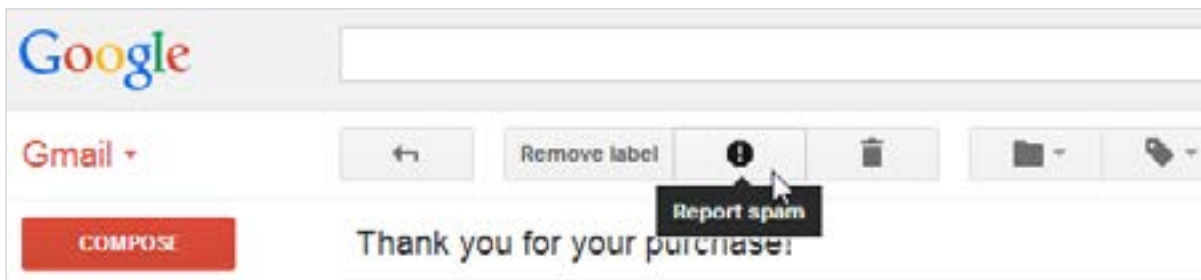 Google
Gmail
Remove label
Report spam
COMPOSE
Thank you for your purchase!